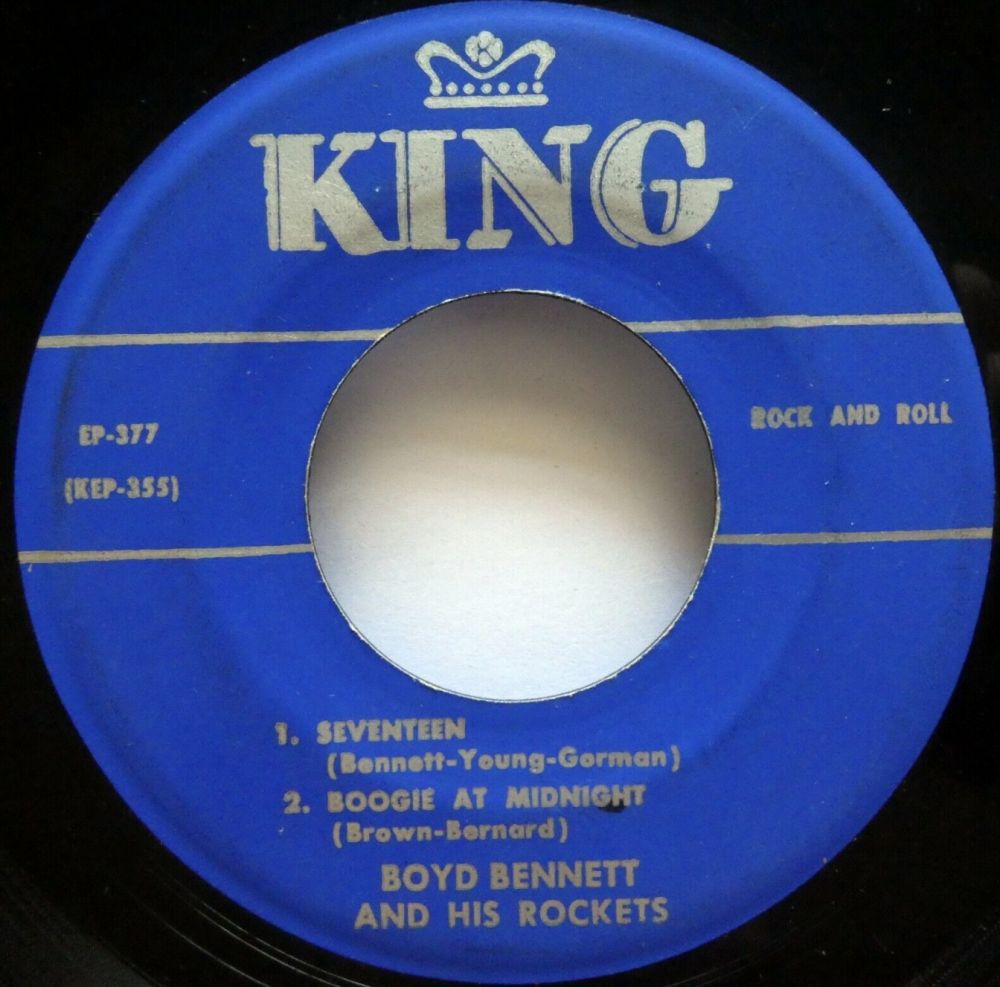 KING
EP-377
(KEP-355)
ROCK AND ROLL
1. SEVENTEEN
(Bennett-Young-Gorman)
2. BOOGIE AT MIDNIGHT
(Brown-Bernard)
BOYD BENNETT
AND HIS ROCKETS